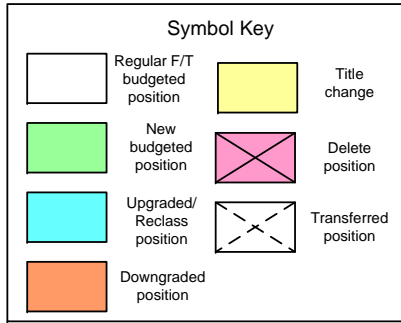 Symbol Key
Regular F/T
budgeted
position
New
budgeted
position
Upgraded/
Reclass
position
Downgraded
position
Title
change
Delete
position
Transferred
position